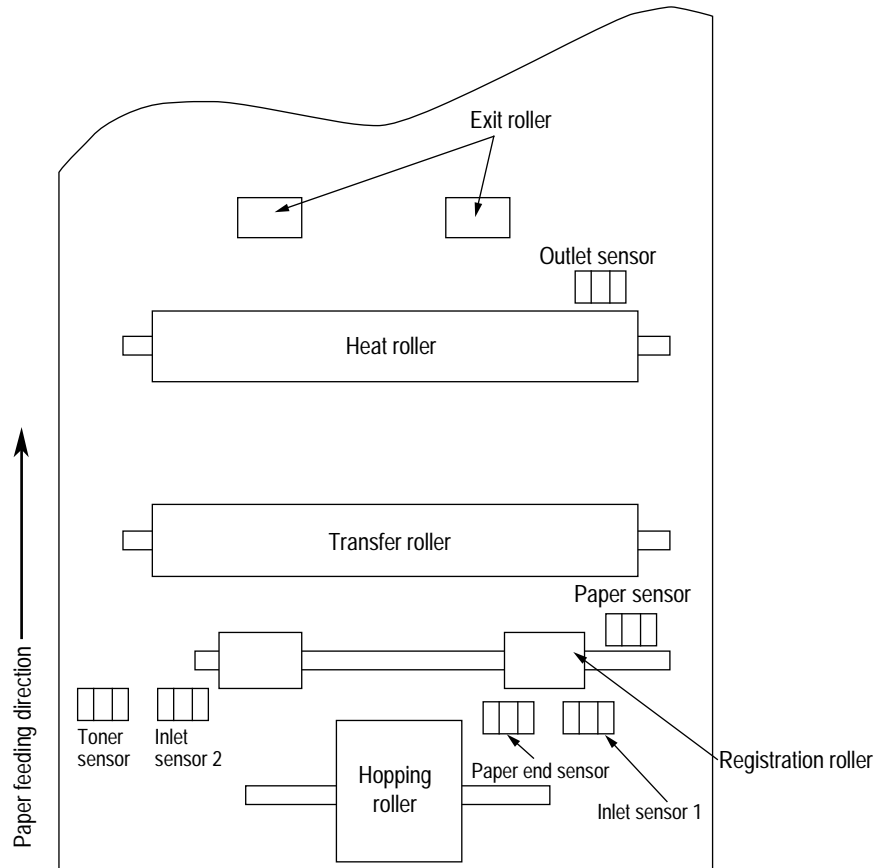 Exit roller
Outlet sensor
Heat roller
Transfer roller
Paper sensor
Paper feeding direction
Toner
sensor
Inlet
sensor 2
Hopping
roller
Paper end sensor
Registration roller
Inlet sensor 1